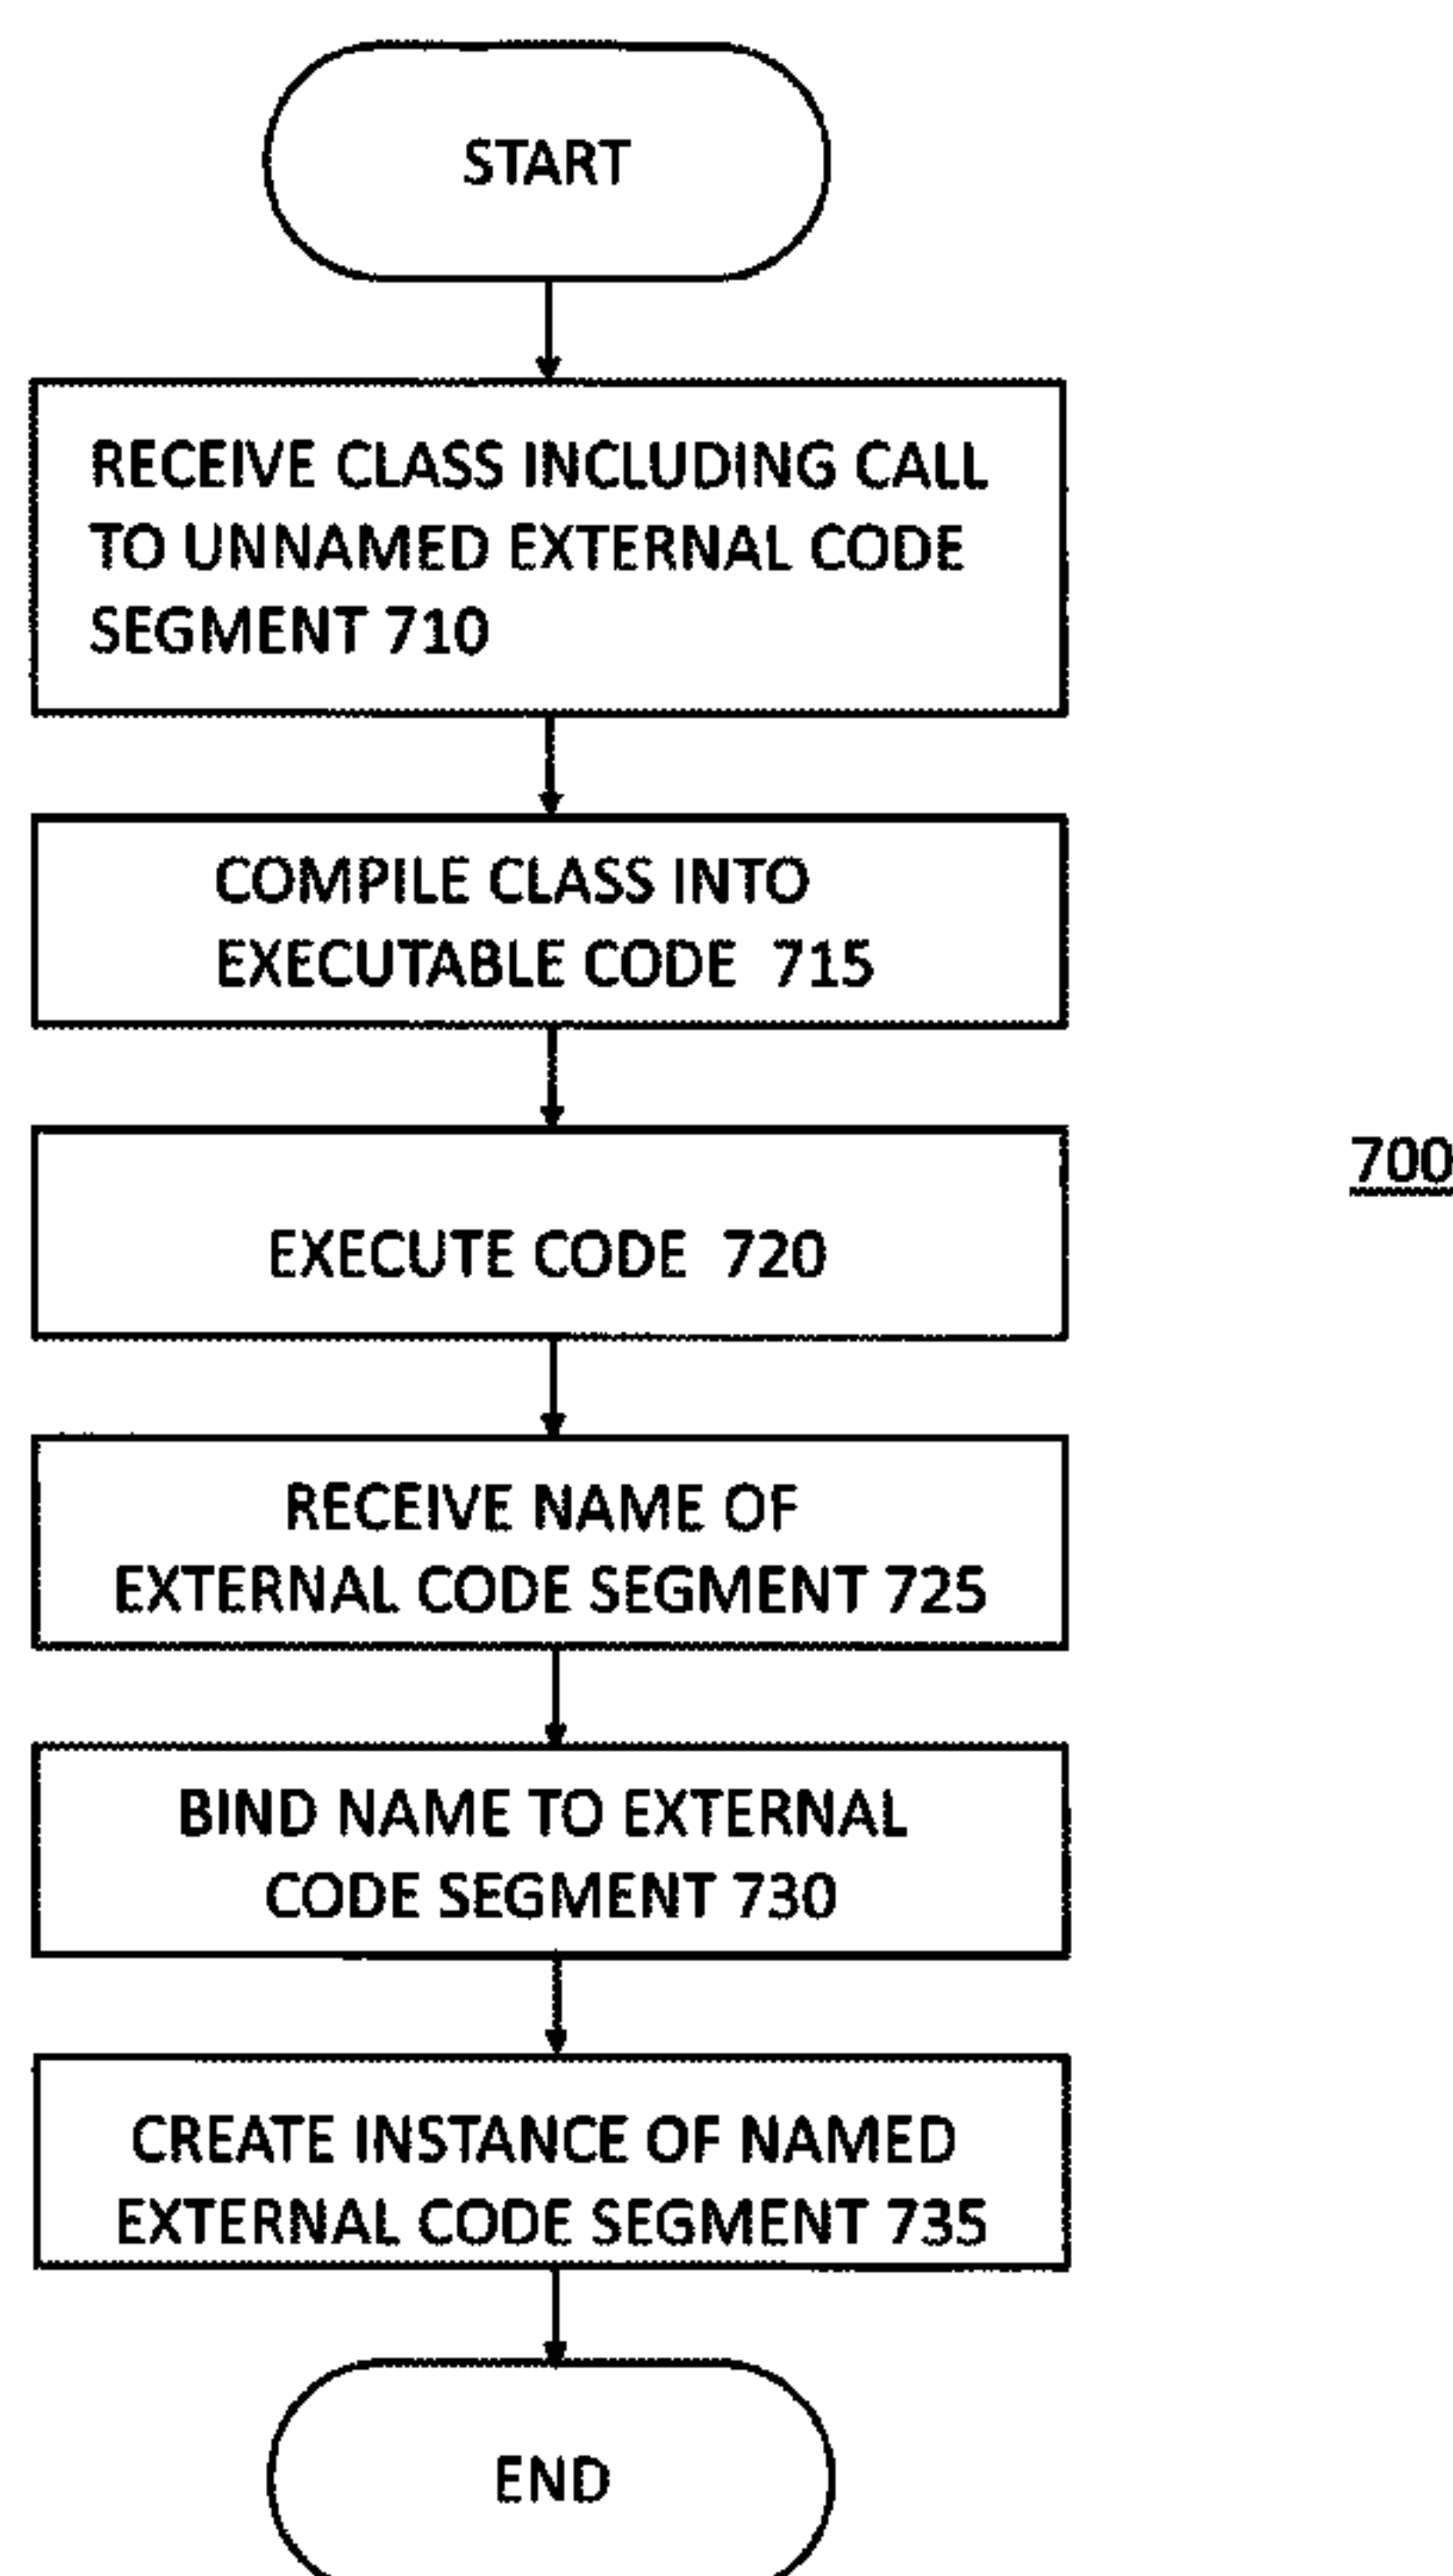 START
RECEIVE CLASS INCLUDING CALL
TO UNNAMED EXTERNAL CODE
SEGMENT 710
COMPILE CLASS INTO
EXECUTABLE CODE 715
EXECUTE CODE 720
700
RECEIVE NAME OF
EXTERNAL CODE SEGMENT 725
BIND NAME TO EXTERNAL
CODE SEGMENT 730
CREATE INSTANCE OF NAMED
EXTERNAL CODE SEGMENT 735
END